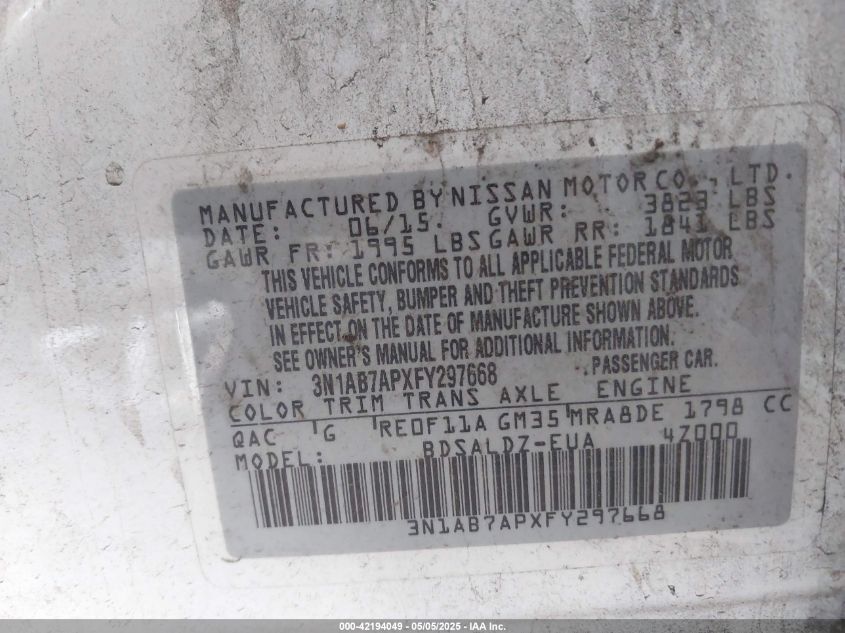 MANUFACTURED BY NISSAN MOTOR CO., LTD.
DATE: 06/15. GVWR: 3823 LBS
GAWR FR: 1995 LBS GAWR RR: 1841 LBS
THIS VEHICLE CONFORMS TO ALL APPLICABLE FEDERAL MOTOR
VEHICLE SAFETY, BUMPER AND THEFT PREVENTION STANDARDS
IN EFFECT ON THE DATE OF MANUFACTURE SHOWN ABOVE.
SEE OWNER'S MANUAL FOR ADDITIONAL INFORMATION.
VIN: 3N1AB7APXFY297668 PASSENGER CAR.
COLOR TRIM TRANS AXLE ENGINE
QAC G RE0F11A GM35 MRA8DE 1798 CC
MODEL: BDSALDZ-EUA 4Z000
3N1AB7APXFY297668
000-42194049 - 05/05/2025 - IAA Inc.